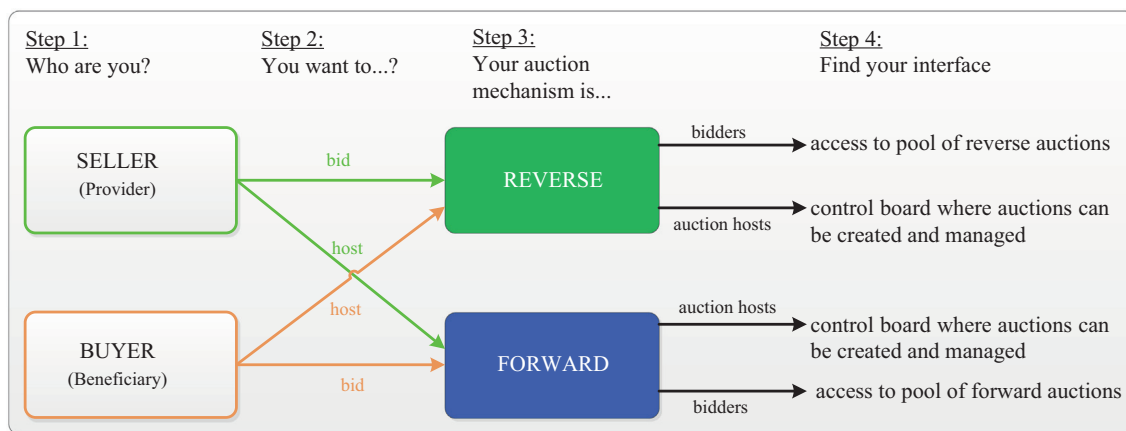 Step 1:
Who are you?
Step 2:
You want to...?
Step 3:
Your auction
mechanism is...
Step 4:
Find your interface
SELLER
(Provider)
bid
REVERSE
bidders
access to pool of reverse auctions
auction hosts
control board where auctions can
be created and managed
host
host
BUYER
(Beneficiary)
bid
FORWARD
auction hosts
control board where auctions can
be created and managed
bidders
access to pool of forward auctions